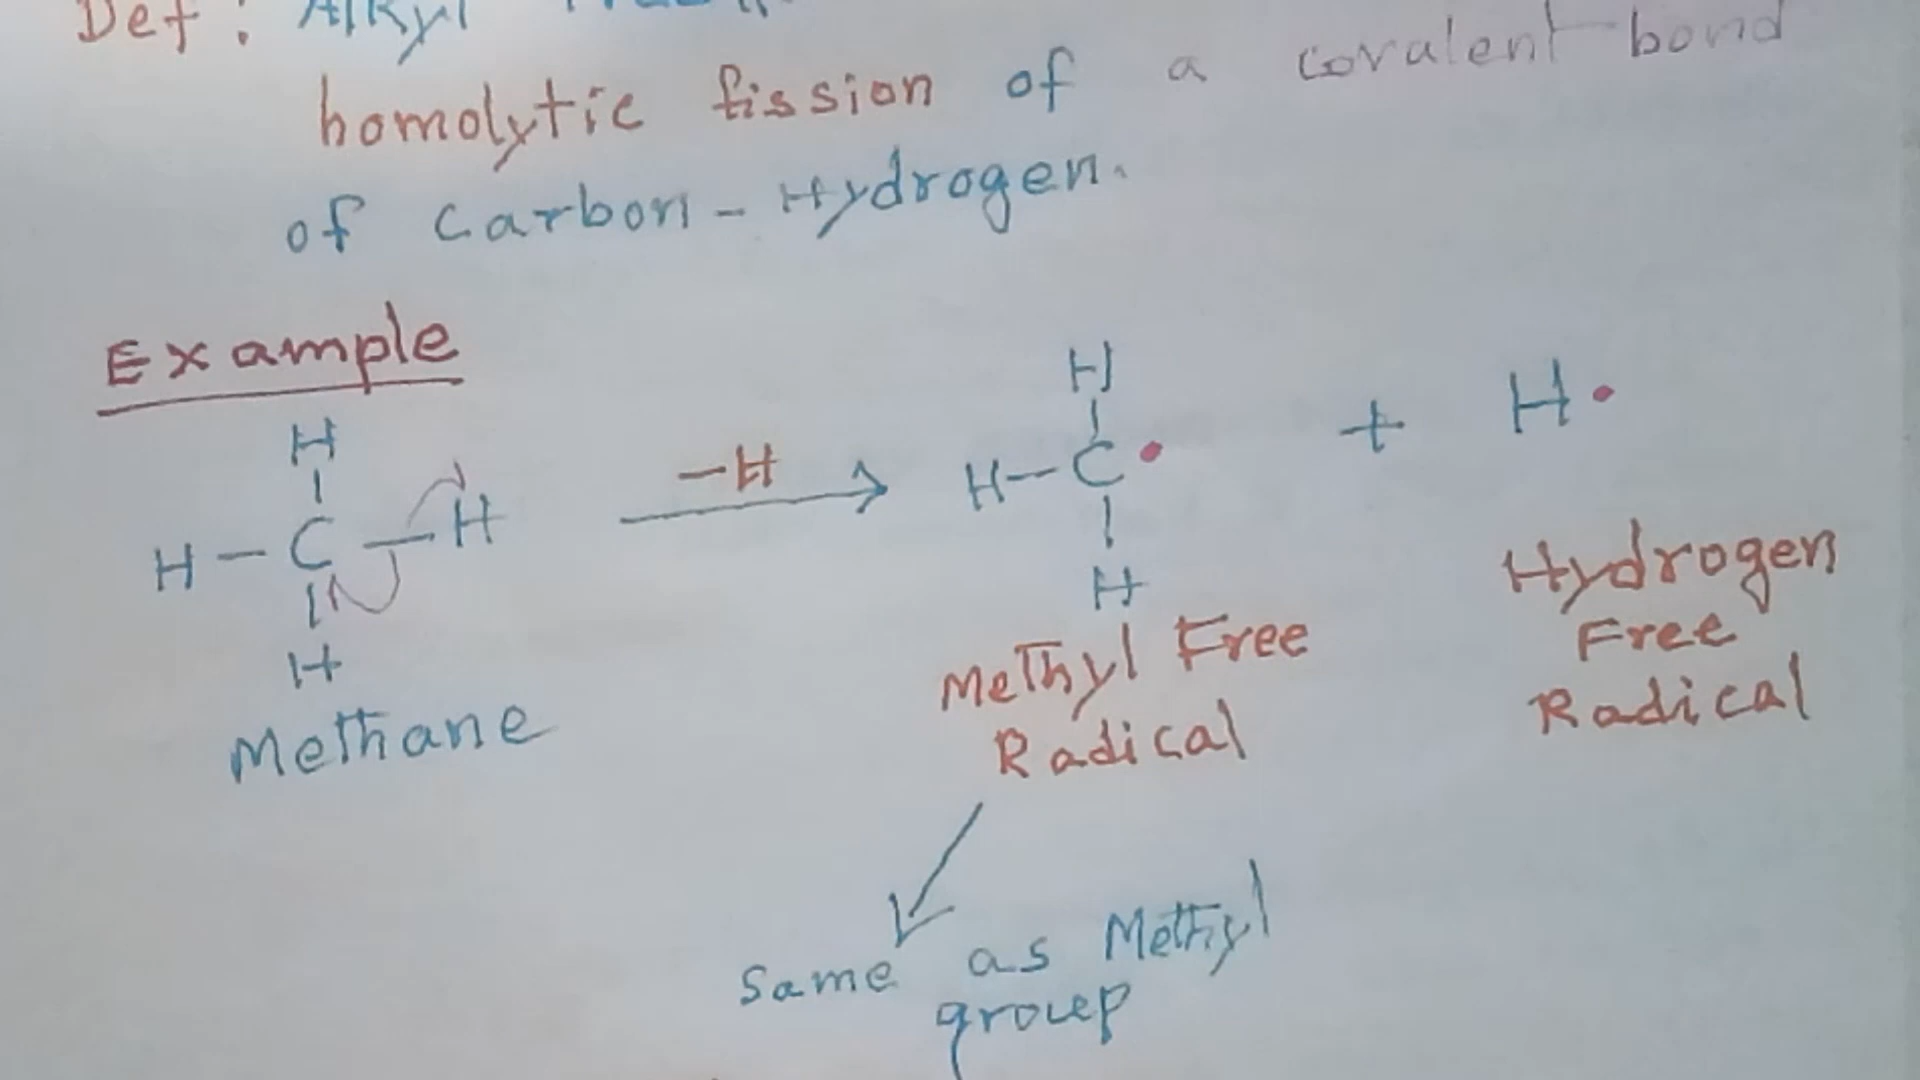 Def: Alkyl
homolytic fission of a covalent bond
of carbon - Hydrogen.
Example
H
H - C - H
H
Methane
-H
H
H - C •
H
Methyl Free
Radical
+
H •
Hydrogen
Free
Radical
Same as Methyl
group